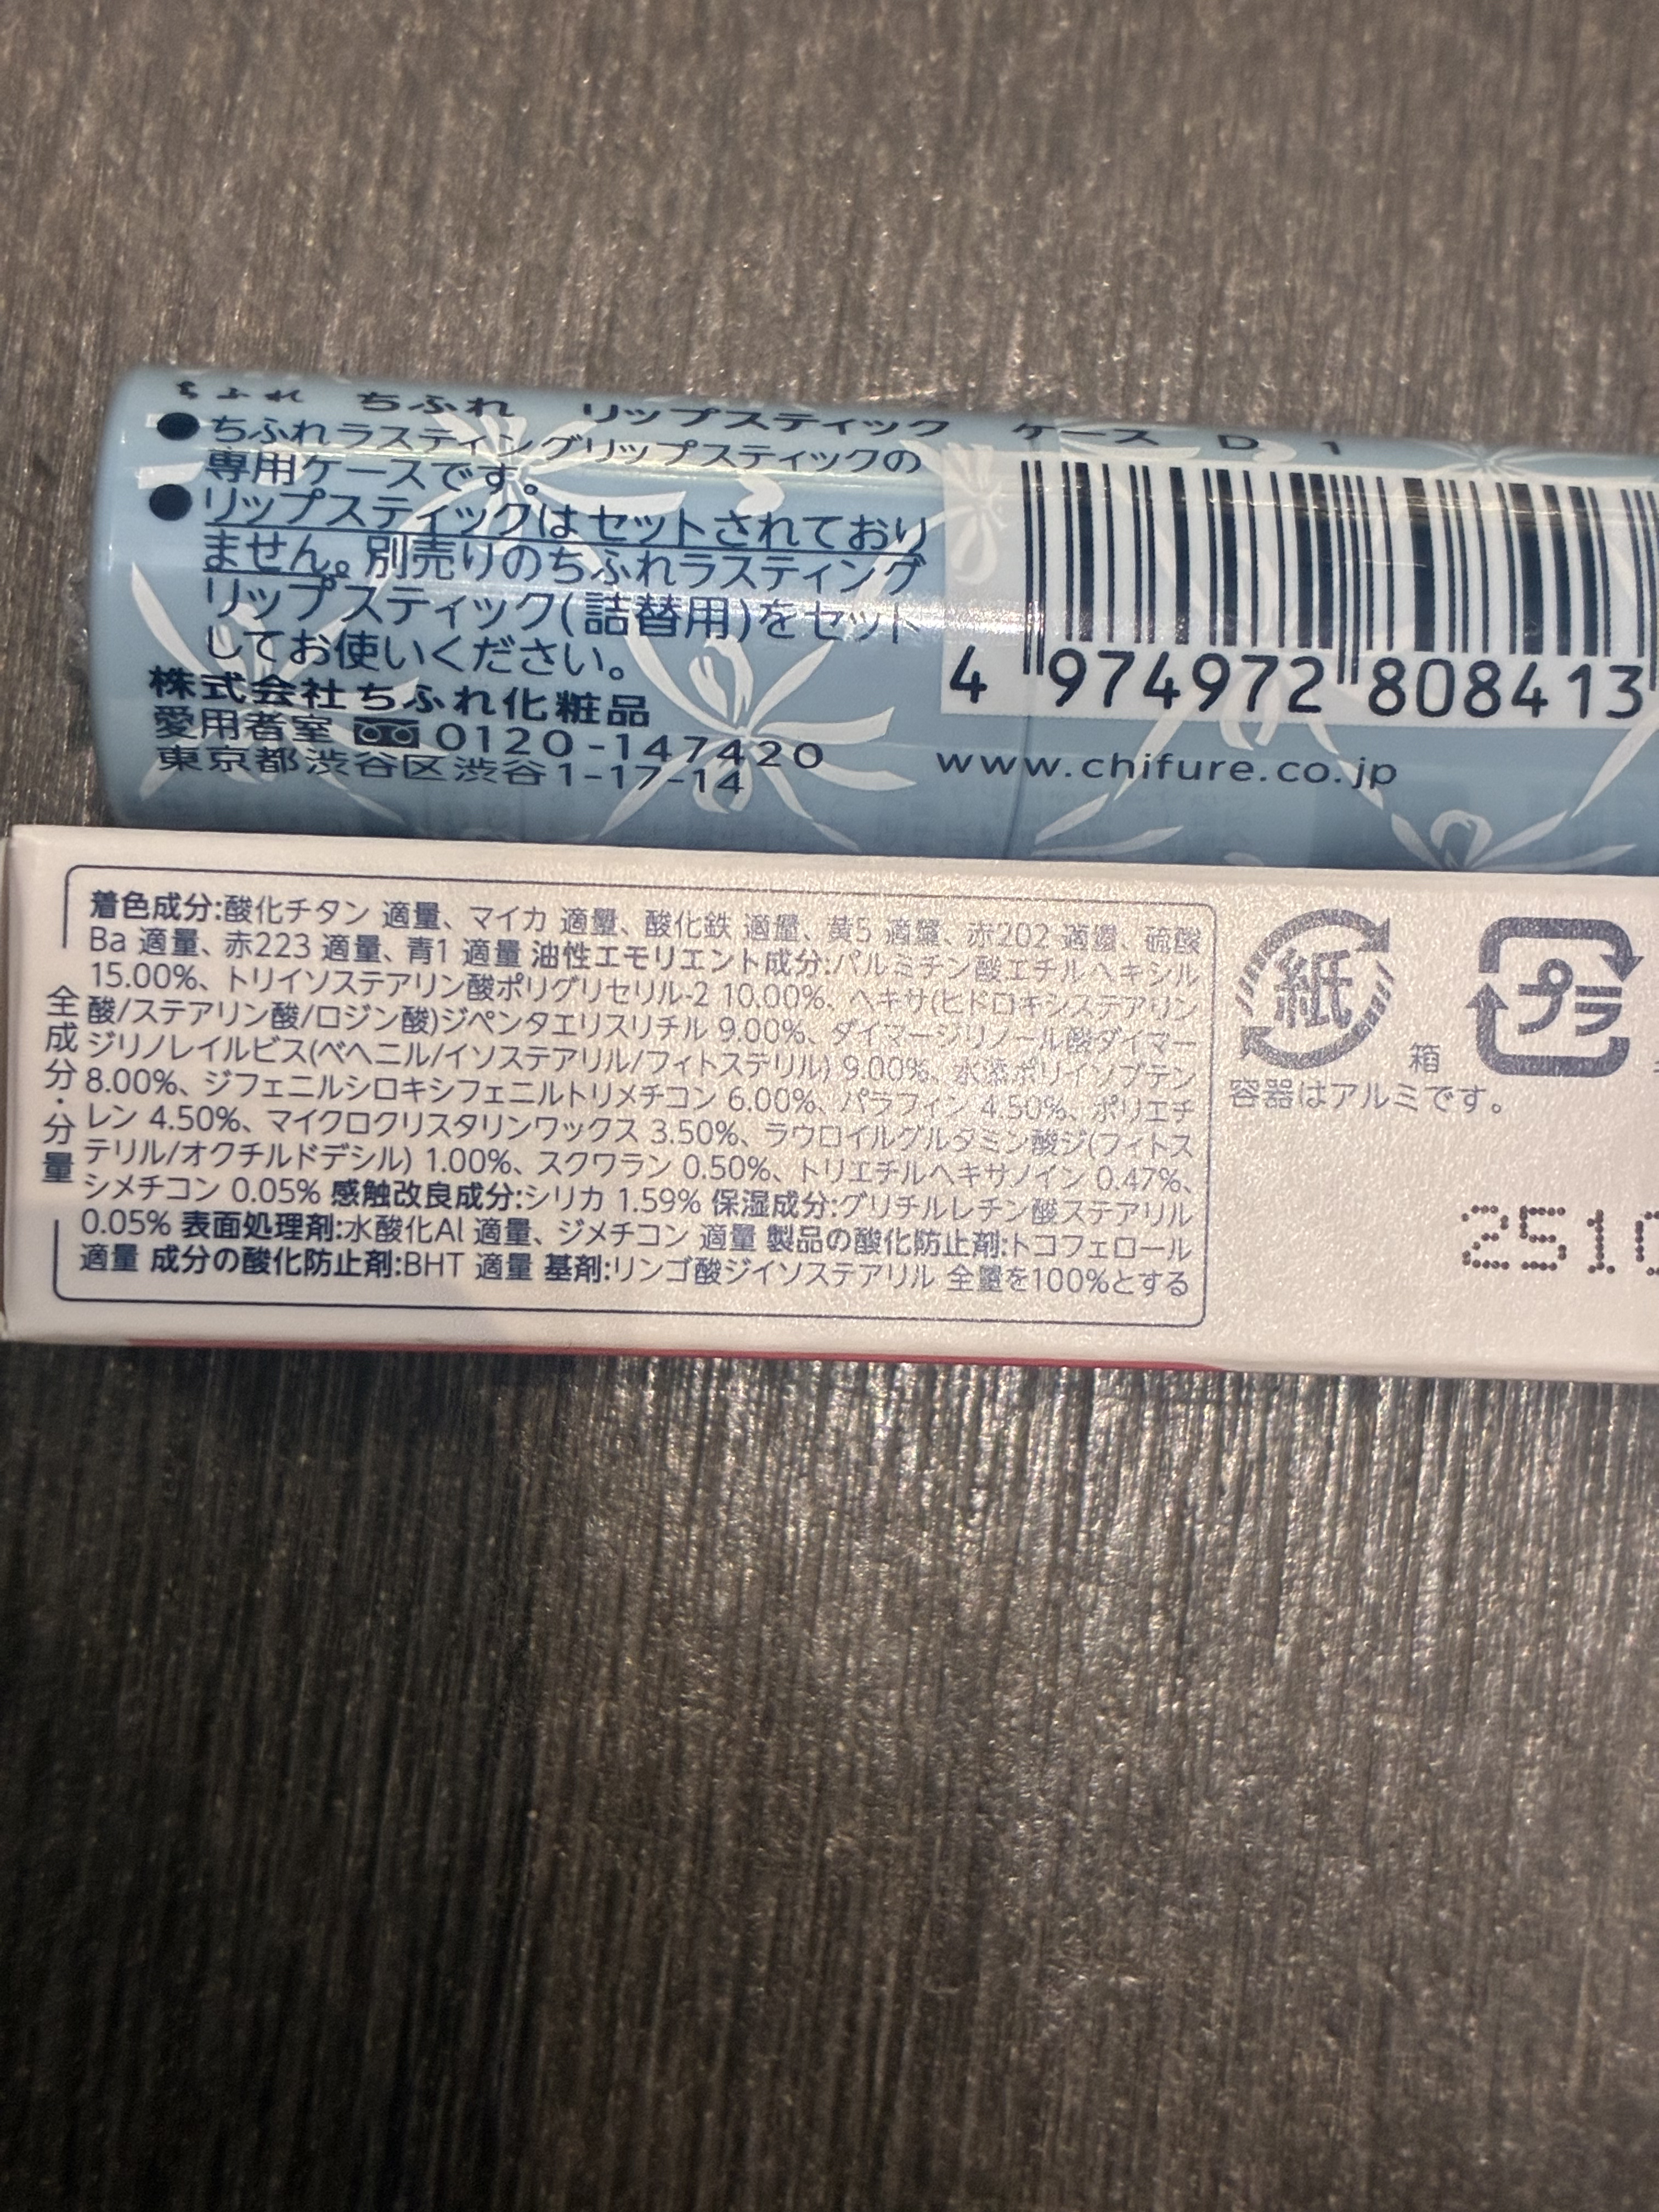 ちふれ ちふれ リップスティック ケース D 1
●ちふれラスティングリップスティックの
専用ケースです。
●リップスティックはセットされており
ません。別売りのちふれラスティング
リップスティック(詰替用)をセット
してお使いください。
株式会社ちふれ化粧品
愛用者室 0120-147420
東京都渋谷区渋谷1-17-14
4 974972 808413
www.chifure.co.jp
全成分・分量
着色成分:酸化チタン 適量、マイカ 適量、酸化鉄 適量、黄5 適量、赤202 適量、硫酸
Ba 適量、赤223 適量、青1 適量 油性エモリエント成分:パルミチン酸エチルヘキシル
15.00%、トリイソステアリン酸ポリグリセリル-2 10.00%、ヘキサ(ヒドロキシステアリン
酸/ステアリン酸/ロジン酸)ジペンタエリスリチル 9.00%、ダイマージリノール酸ダイマー
ジリノレイルビス(ベヘニル/イソステアリル/フィトステリル) 9.00%、水添ポリイソブテン
8.00%、ジフェニルシロキシフェニルトリメチコン 6.00%、パラフィン 4.50%、ポリエチ
レン 4.50%、マイクロクリスタリンワックス 3.50%、ラウロイルグルタミン酸ジ(フィトス
テリル/オクチルドデシル) 1.00%、スクワラン 0.50%、トリエチルヘキサノイン 0.47%、
シメチコン 0.05% 感触改良成分:シリカ 1.59% 保湿成分:グリチルレチン酸ステアリル
0.05% 表面処理剤:水酸化Al 適量、ジメチコン 適量 製品の酸化防止剤:トコフェロール
適量 成分の酸化防止剤:BHT 適量 基剤:リンゴ酸ジイソステアリル 全量を100%とする
紙 箱
プラ
容器はアルミです。
2510